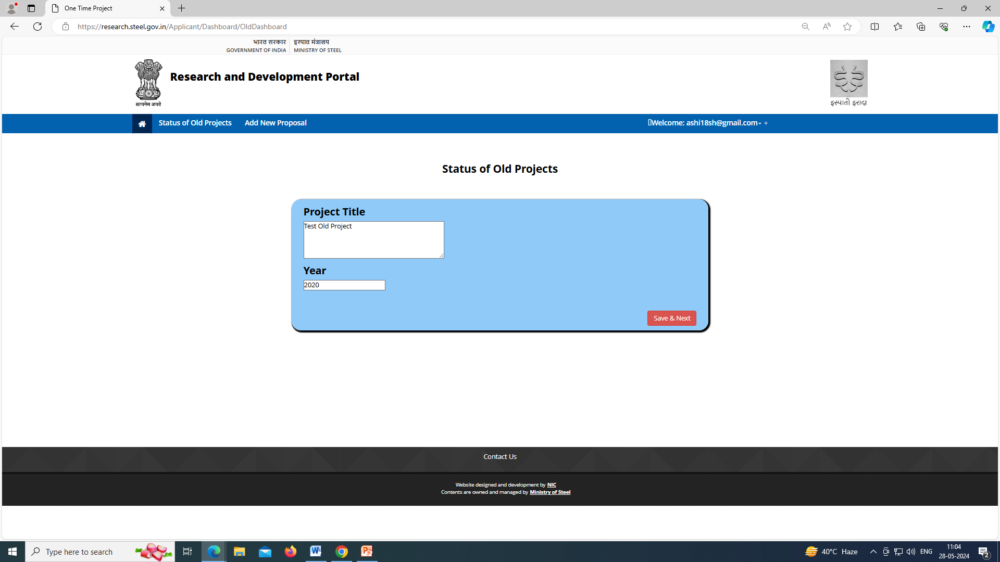 One Time Project
https://research.steel.gov.in/Applicant/Dashboard/OldDashboard
भारत सरकार
GOVERNMENT OF INDIA
इस्पात मंत्रालय
MINISTRY OF STEEL
सत्यमेव जयते
Research and Development Portal
इस्पाती इरादा
Status of Old Projects
Add New Proposal
Welcome: ashi18sh@gmail.com
+
Status of Old Projects
Project Title
Test Old Project
Year
2020
Save & Next
Contact Us
Website designed and development by NIC
Contents are owned and managed by Ministry of Steel
Type here to search
40°C Haze
ENG
11:04
28-05-2024
2